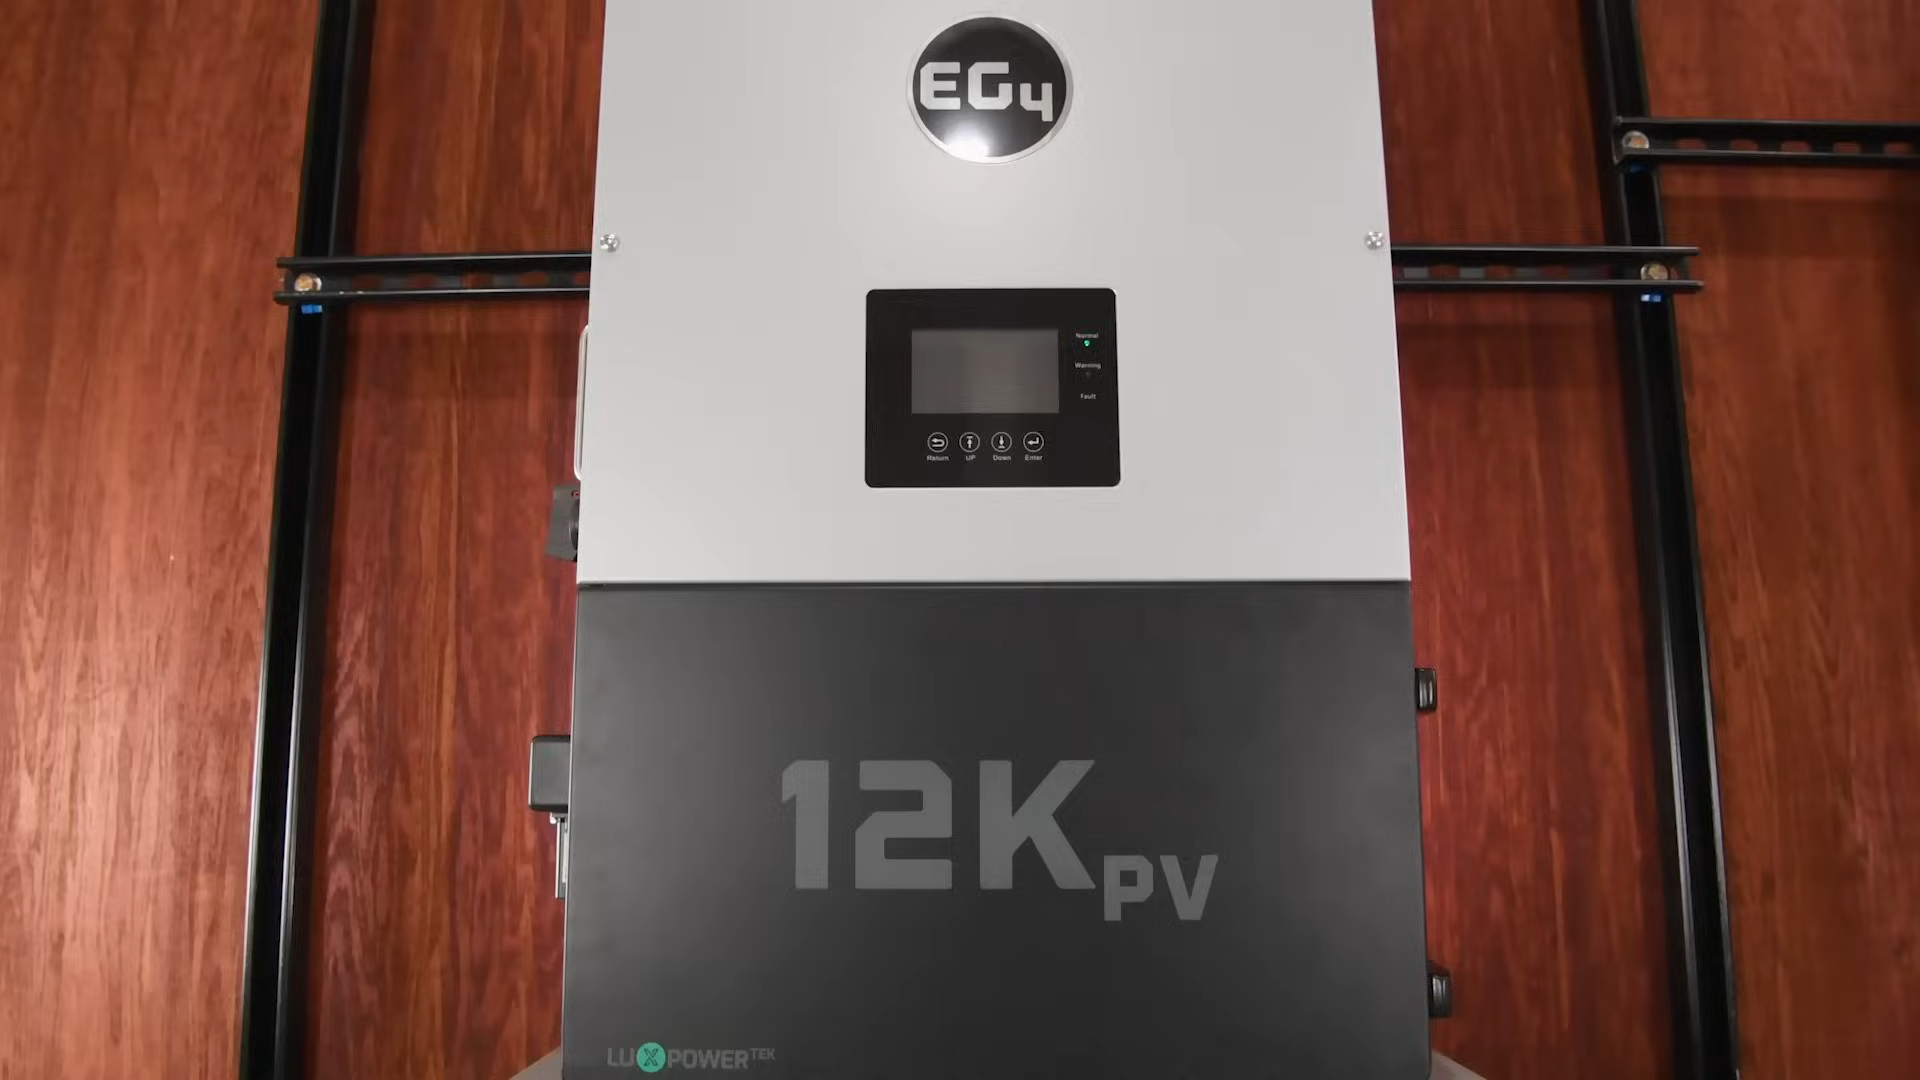 EG4
Normal
Warning
Fault
Return UP Down Enter
12K PV
LUXPOWERTEK